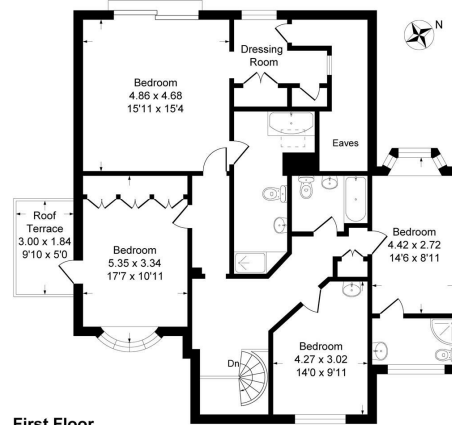 N
Dressing
Room
Bedroom
4.86 x 4.68
15'11 x 15'4
Eaves
Roof
Terrace
3.00 x 1.84
9'10 x 5'0
Bedroom
5.35 x 3.34
17'7 x 10'11
Bedroom
4.42 x 2.72
14'6 x 8'11
Dn
Bedroom
4.27 x 3.02
14'0 x 9'11
First Floor